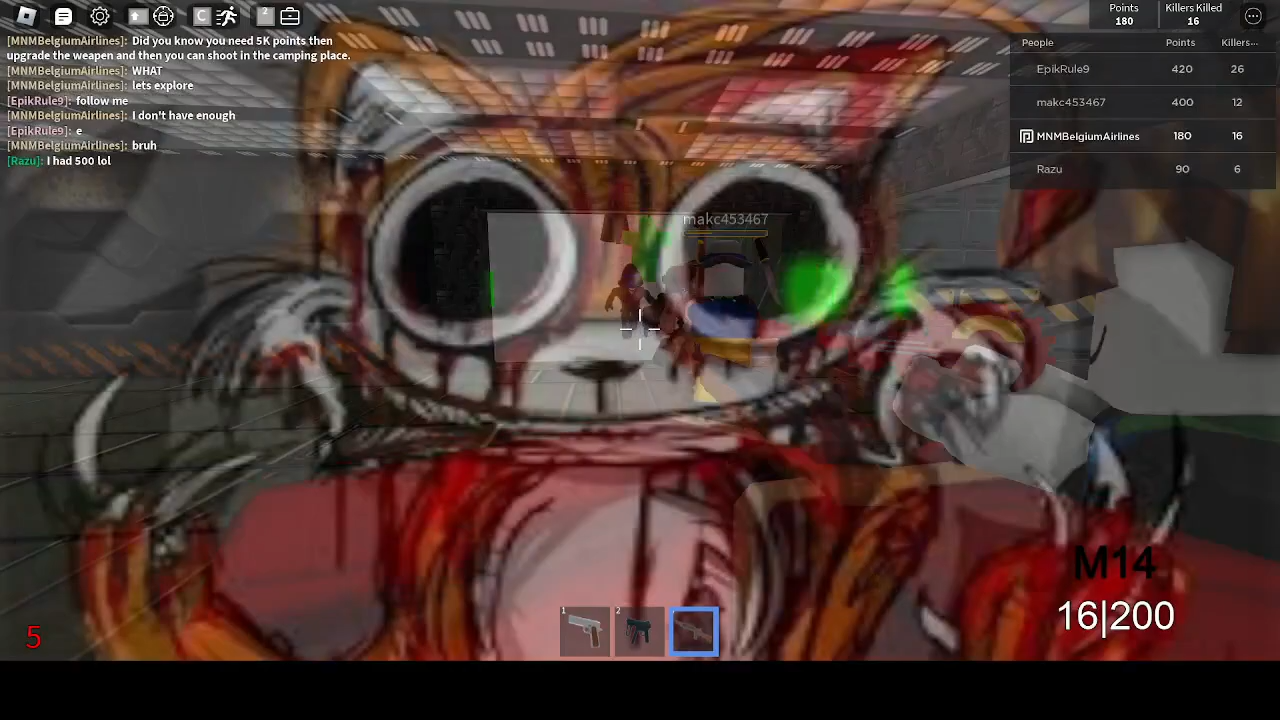 Points
180
Killers Killed
16
C
2
[MNMBelgiumAirlines]: Did you know you need 5K points then
upgrade the weapen and then you can shoot in the camping place.
[MNMBelgiumAirlines]: WHAT
[MNMBelgiumAirlines]: lets explore
[EpikRule9]: follow me
[MNMBelgiumAirlines]: I don't have enough
[EpikRule9]: e
[MNMBelgiumAirlines]: bruh
[Razu]: I had 500 lol
People Points Killers...
EpikRule9 420 26
makc453467 400 12
MNMBelgiumAirlines 180 16
Razu 90 6
makc453467
M14
16|200
5
1
2